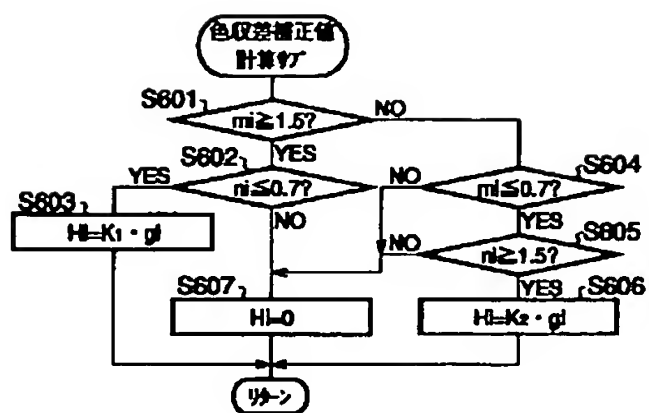 色収差補正値
計算サブ
S601
mi≧1.5?
NO
YES
S602
ni≦0.7?
YES
NO
S603
Hi=K₁・gi
S604
mi≦0.7?
NO
YES
S605
ni≧1.5?
NO
YES
S606
Hi=K₂・gi
S607
Hi=0
リターン